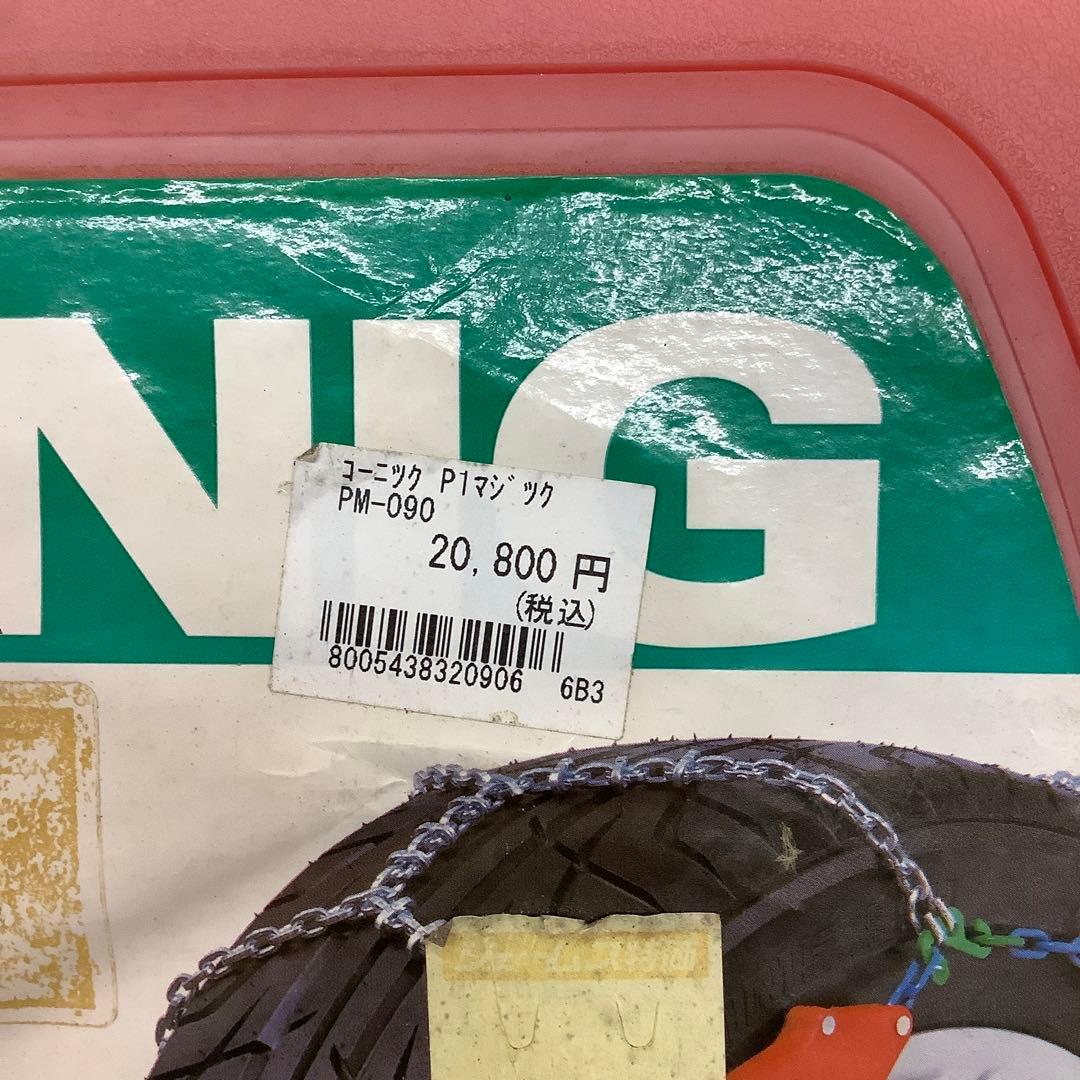 NIG
コーニツク P1マジツク
PM-090
20,800 円
(税込)
8005438320906 6B3